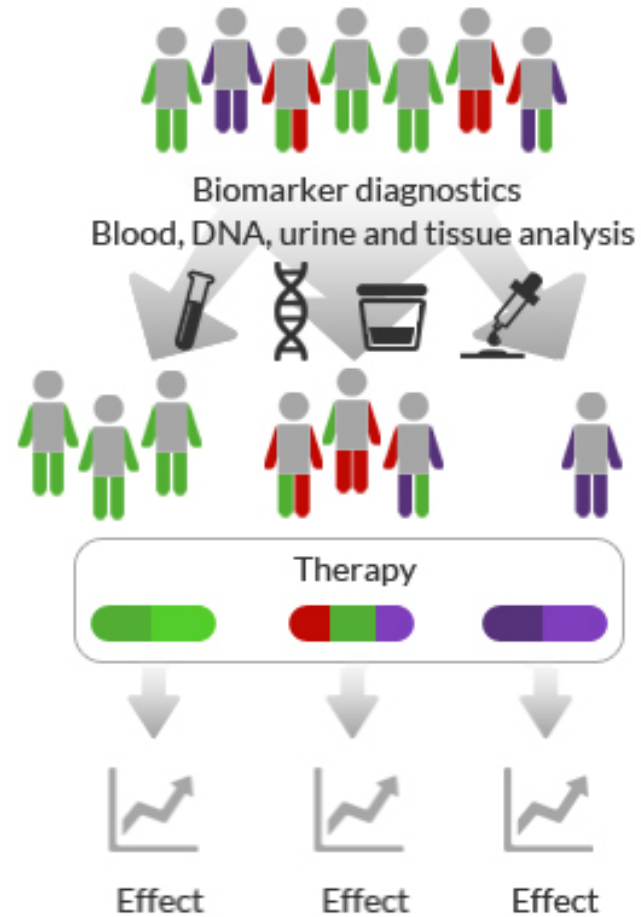 Biomarker diagnostics
Blood, DNA, urine and tissue analysis
Therapy
Effect Effect Effect